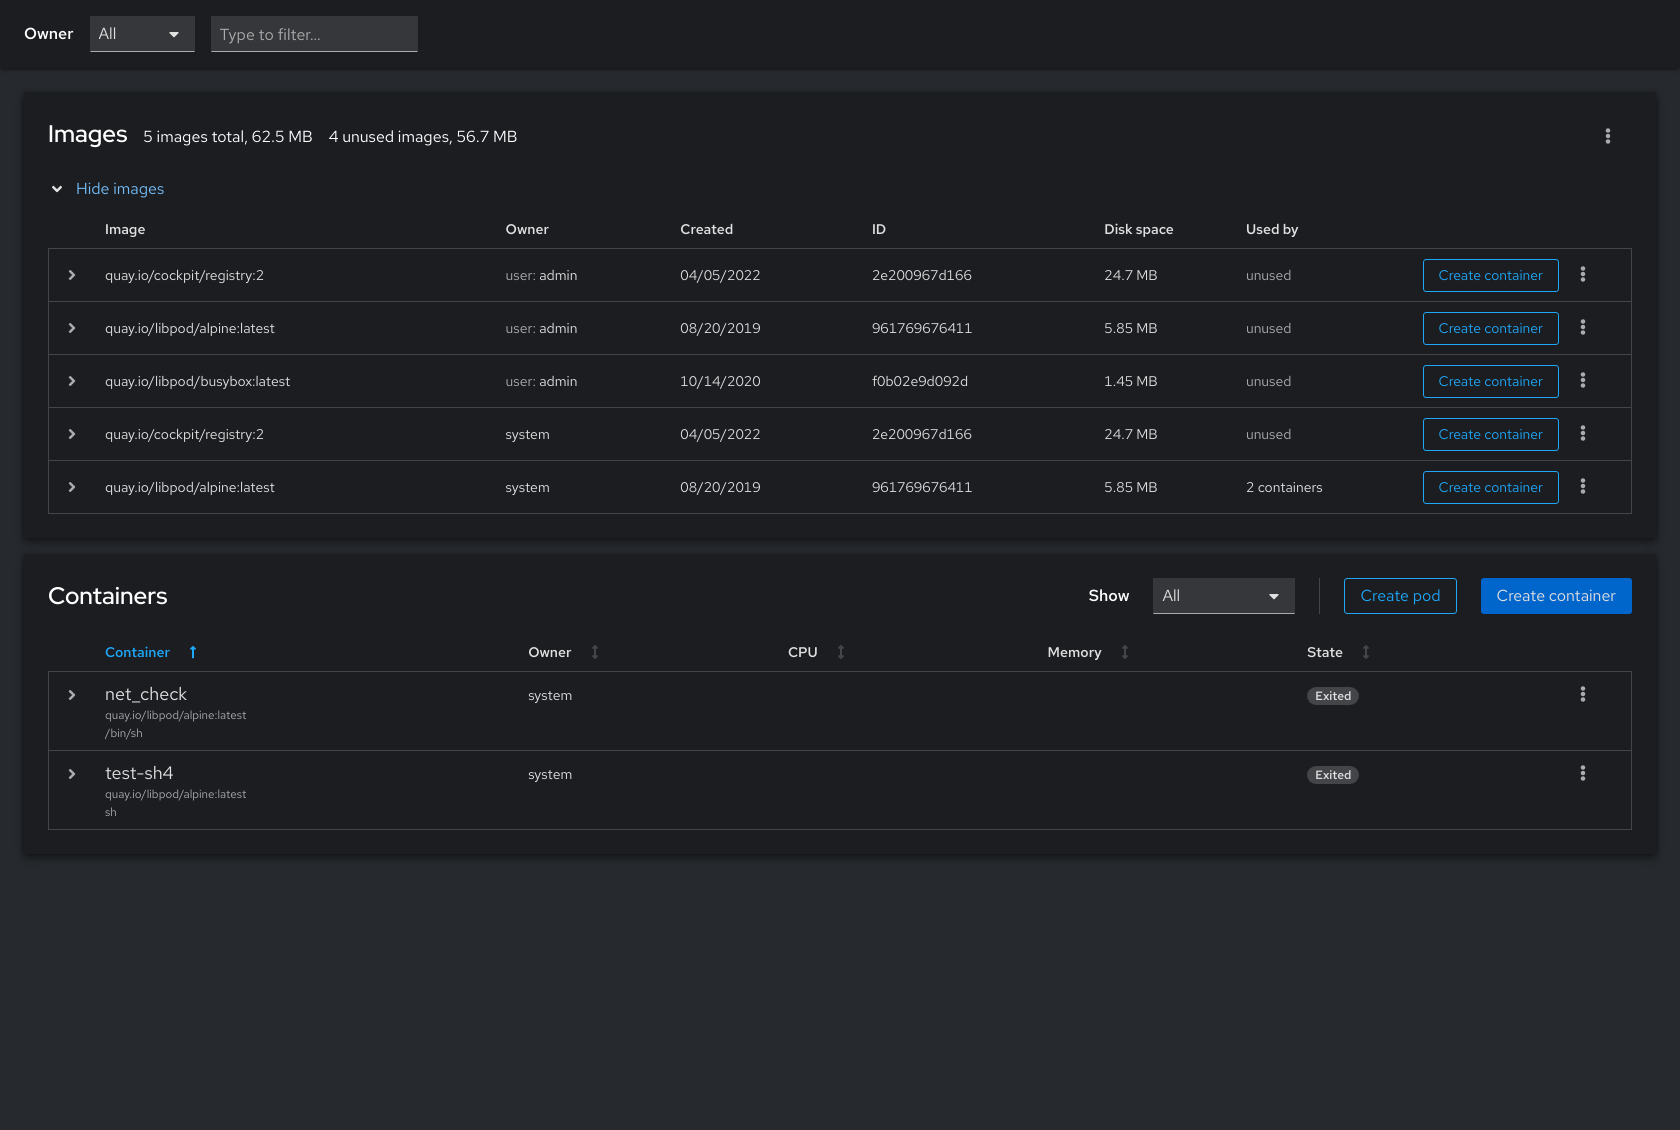 Owner All Type to filter...
Images 5 images total, 62.5 MB 4 unused images, 56.7 MB
Hide images
Image Owner Created ID Disk space Used by
quay.io/cockpit/registry:2 user: admin 04/05/2022 2e200967d166 24.7 MB unused Create container
quay.io/libpod/alpine:latest user: admin 08/20/2019 961769676411 5.85 MB unused Create container
quay.io/libpod/busybox:latest user: admin 10/14/2020 f0b02e9d092d 1.45 MB unused Create container
quay.io/cockpit/registry:2 system 04/05/2022 2e200967d166 24.7 MB unused Create container
quay.io/libpod/alpine:latest system 08/20/2019 961769676411 5.85 MB 2 containers Create container
Containers Show All Create pod Create container
Container Owner CPU Memory State
net_check system Exited
quay.io/libpod/alpine:latest
/bin/sh
test-sh4 system Exited
quay.io/libpod/alpine:latest
sh